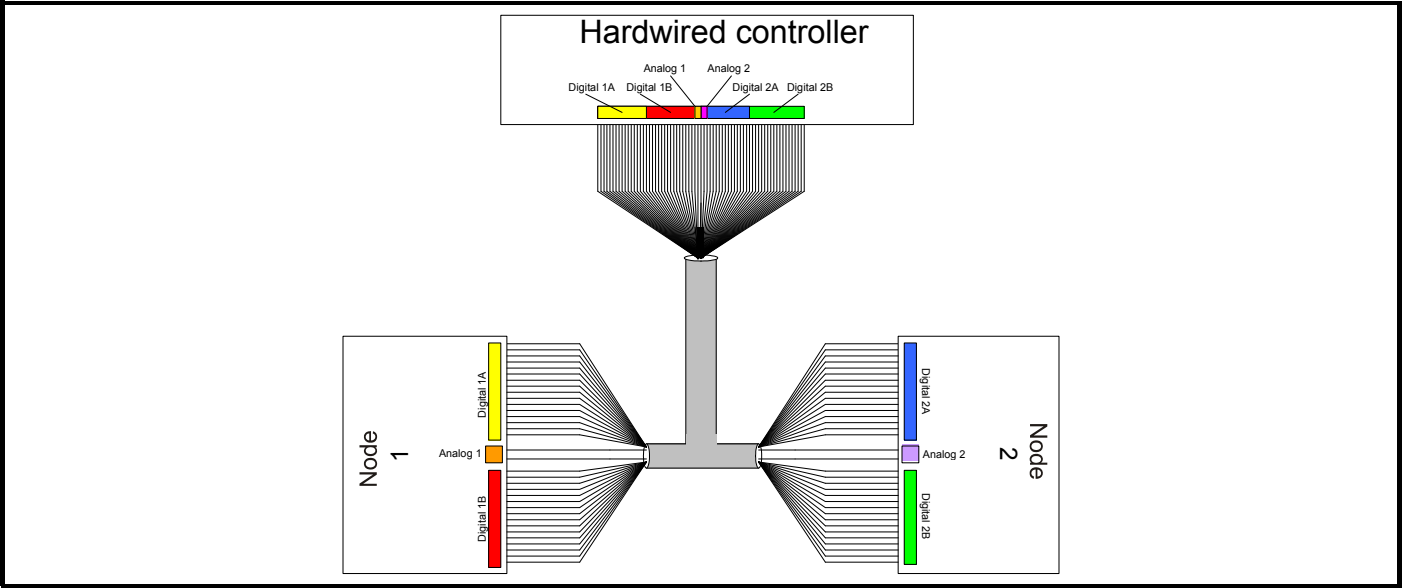 Hardwired controller
Analog 1 Analog 2
Digital 1A Digital 1B Digital 2A Digital 2B
Node
1
Digital 1A
Analog 1
Digital 1B
Digital 2A
Analog 2
Digital 2B
Node
2